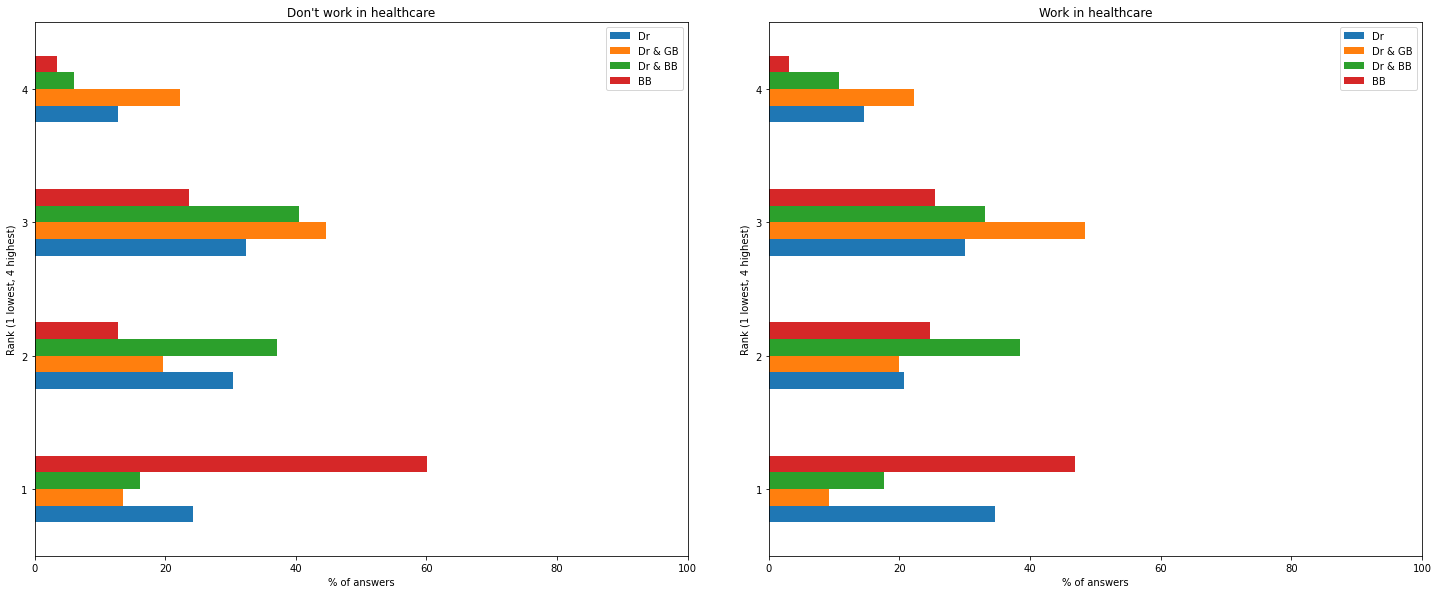 Don't work in healthcare
Dr
Dr & GB
Dr & BB
BB
4
3
2
1
Rank (1 lowest, 4 highest)
0 20 40 60 80 100
% of answers
Work in healthcare
Dr
Dr & GB
Dr & BB
BB
4
3
2
1
Rank (1 lowest, 4 highest)
0 20 40 60 80 100
% of answers